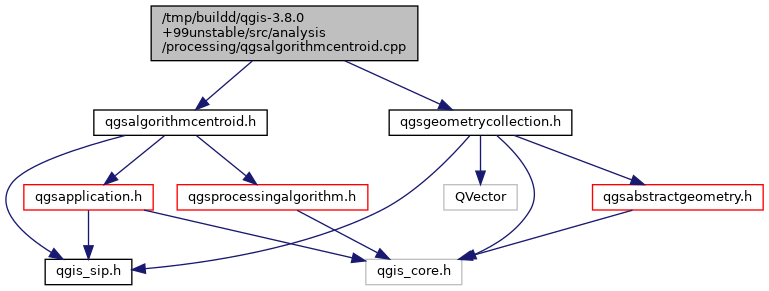 /tmp/buildd/qgis-3.8.0
+99unstable/src/analysis
/processing/qgsalgorithmcentroid.cpp
qgsalgorithmcentroid.h
qgsgeometrycollection.h
qgsapplication.h
qgsprocessingalgorithm.h
QVector
qgsabstractgeometry.h
qgis_sip.h
qgis_core.h